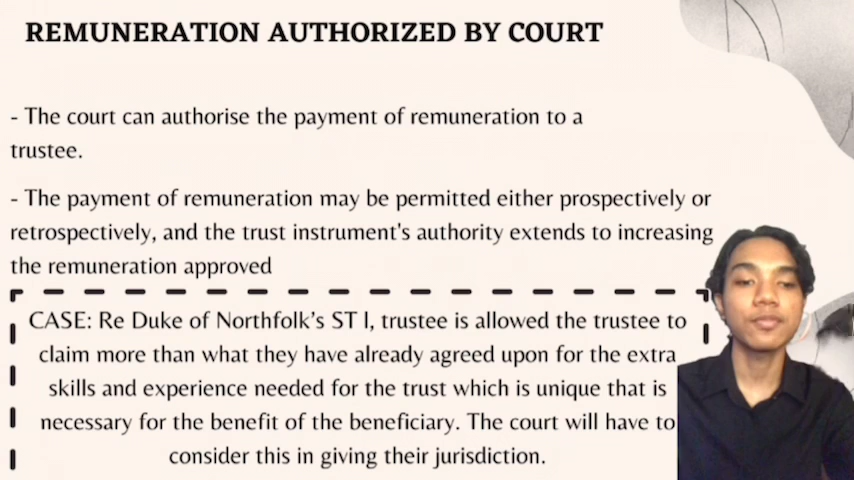 REMUNERATION AUTHORIZED BY COURT
- The court can authorise the payment of remuneration to a
trustee.
- The payment of remuneration may be permitted either prospectively or
retrospectively, and the trust instrument's authority extends to increasing
the remuneration approved
CASE: Re Duke of Northfolk’s ST I, trustee is allowed the trustee to
claim more than what they have already agreed upon for the extra
skills and experience needed for the trust which is unique that is
necessary for the benefit of the beneficiary. The court will have to
consider this in giving their jurisdiction.